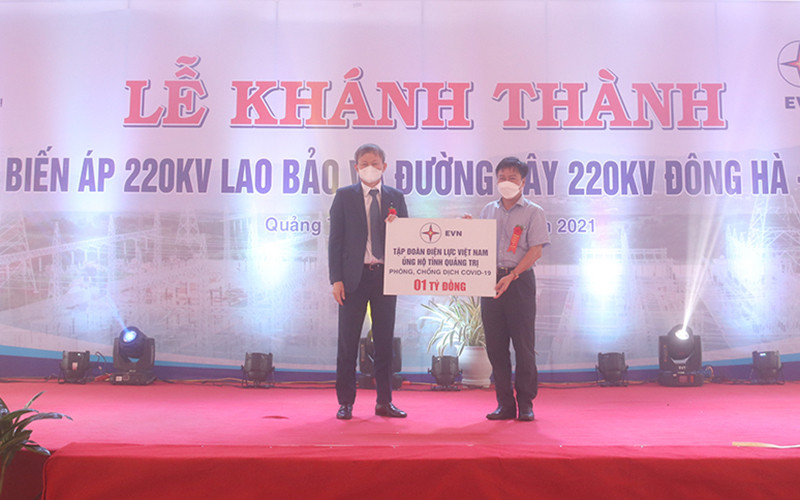 LỄ KHÁNH THÀNH
EVN
BIẾN ÁP 220KV LAO BẢO ĐƯỜNG DÂY 220KV ĐÔNG HÀ -
Quảng 2021
EVN
TẬP ĐOÀN ĐIỆN LỰC VIỆT NAM
ỦNG HỘ TỈNH QUẢNG TRỊ
PHÒNG, CHỐNG DỊCH COVID-19
01 TỶ ĐỒNG